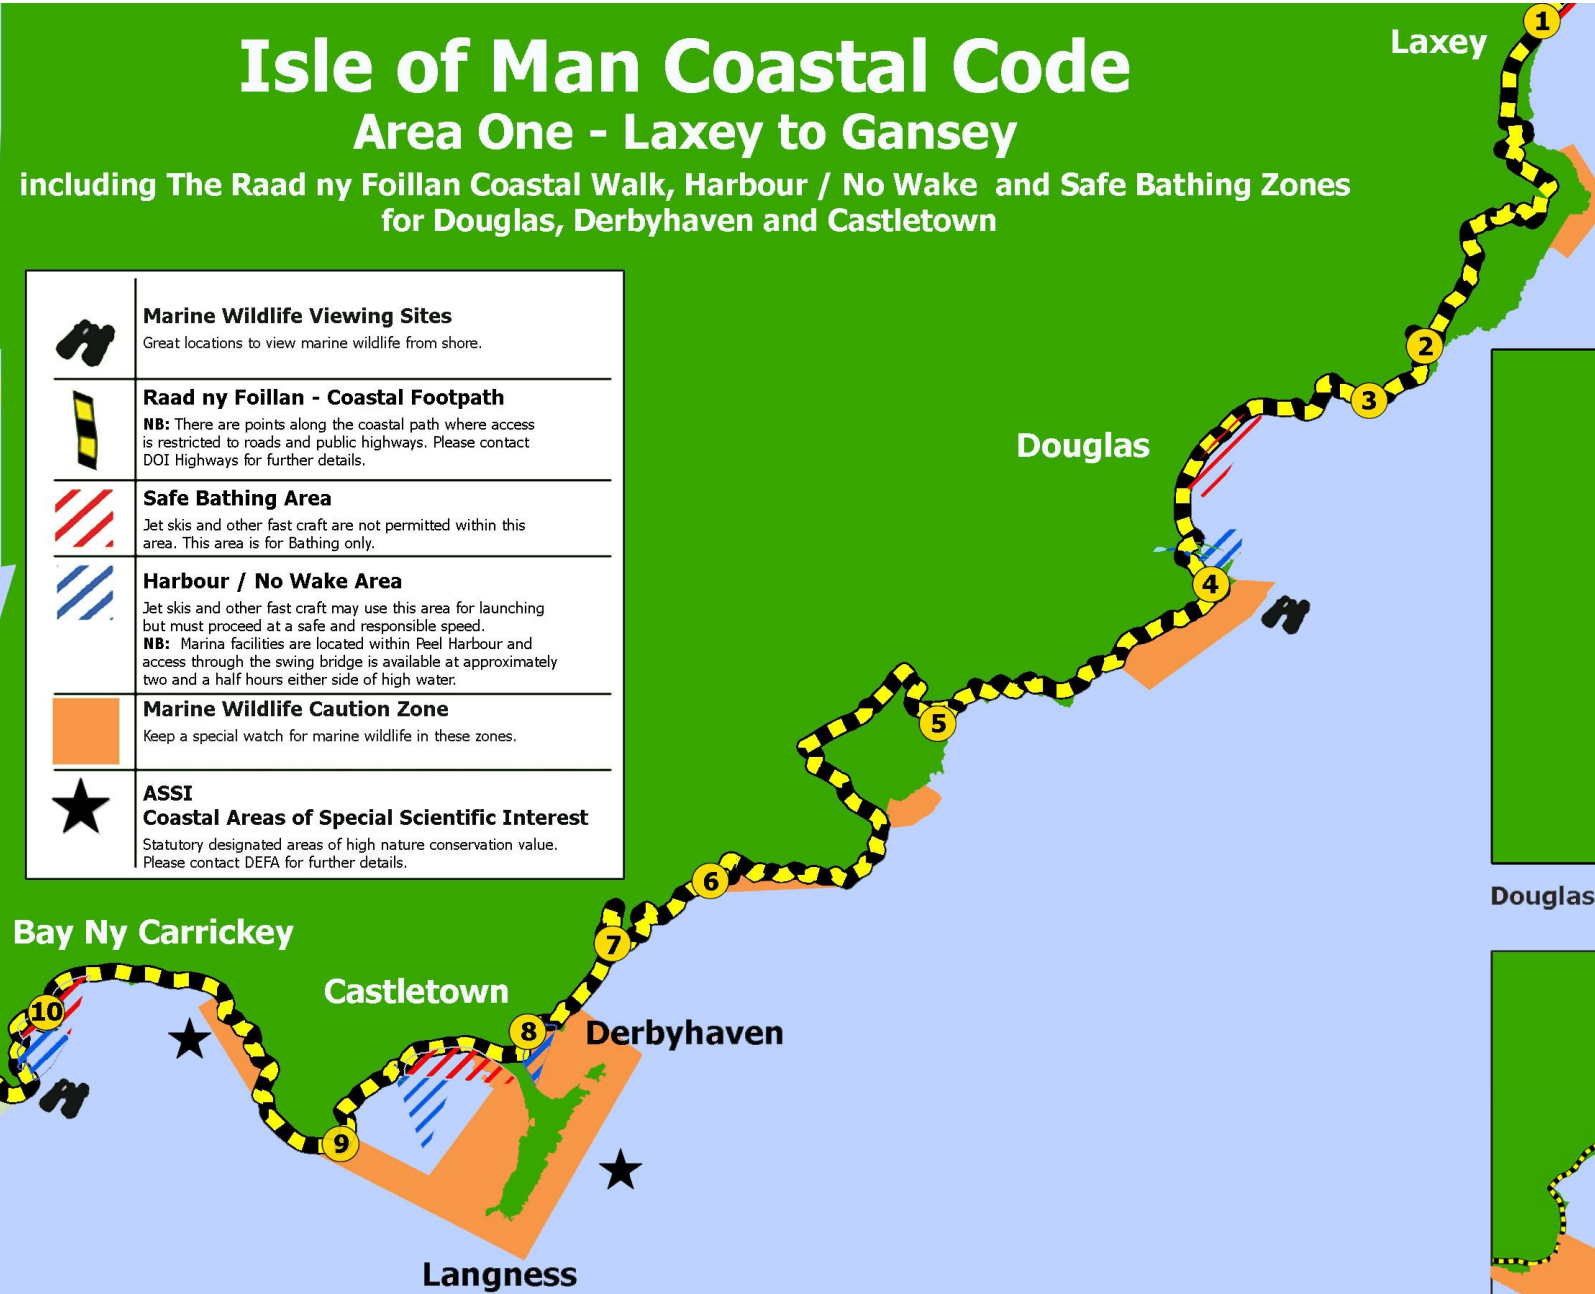 Isle of Man Coastal Code
Area One - Laxey to Gansey
including The Raad ny Foillan Coastal Walk, Harbour / No Wake and Safe Bathing Zones
for Douglas, Derbyhaven and Castletown
Marine Wildlife Viewing Sites
Great locations to view marine wildlife from shore.
Raad ny Foillan - Coastal Footpath
NB: There are points along the coastal path where access
is restricted to roads and public highways. Please contact
DOI Highways for further details.
Safe Bathing Area
Jet skis and other fast craft are not permitted within this
area. This area is for Bathing only.
Harbour / No Wake Area
Jet skis and other fast craft may use this area for launching
but must proceed at a safe and responsible speed.
NB: Marina facilities are located within Peel Harbour and
access through the swing bridge is available at approximately
two and a half hours either side of high water.
Marine Wildlife Caution Zone
Keep a special watch for marine wildlife in these zones.
ASSI
Coastal Areas of Special Scientific Interest
Statutory designated areas of high nature conservation value.
Please contact DEFA for further details.
1
Laxey
2
3
Douglas
4
5
6
7
8
9
10
Bay Ny Carrickey
Castletown
Derbyhaven
Langness
Douglas